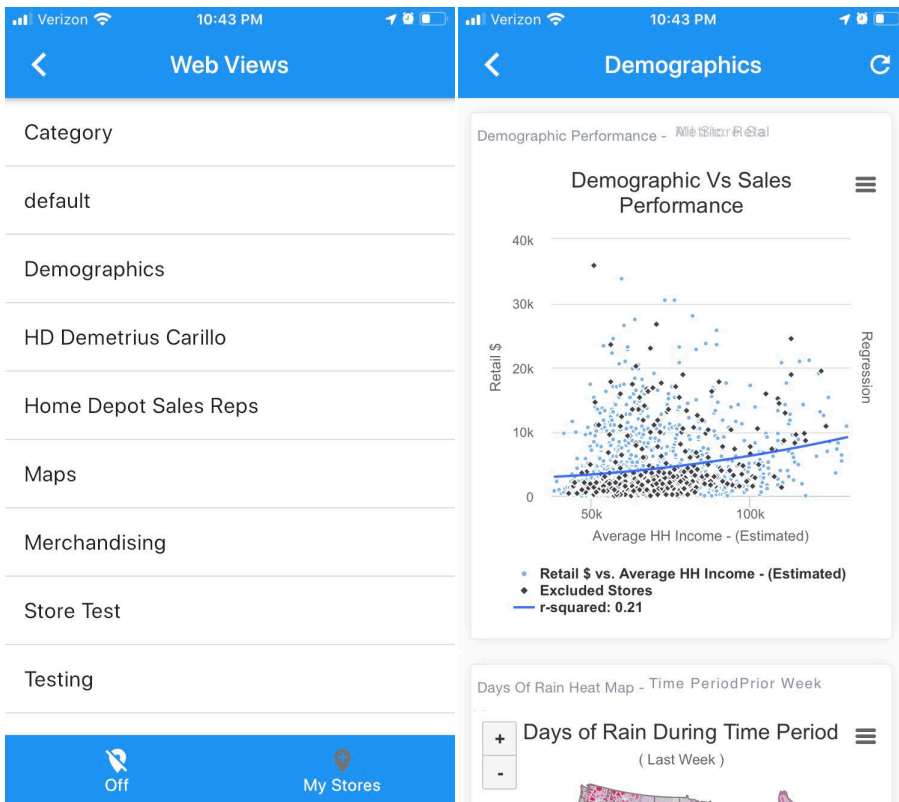 Verizon 10:43 PM
Web Views
Category
default
Demographics
HD Demetrius Carillo
Home Depot Sales Reps
Maps
Merchandising
Store Test
Testing
Off
My Stores
Verizon 10:43 PM
Demographics
Demographic Performance -
Demographic Vs Sales
Performance
40k
30k
20k
10k
0
Retail $
Regression
50k 100k
Average HH Income - (Estimated)
Retail $ vs. Average HH Income - (Estimated)
Excluded Stores
r-squared: 0.21
Days Of Rain Heat Map - Time PeriodPrior Week
+
-
Days of Rain During Time Period
( Last Week )